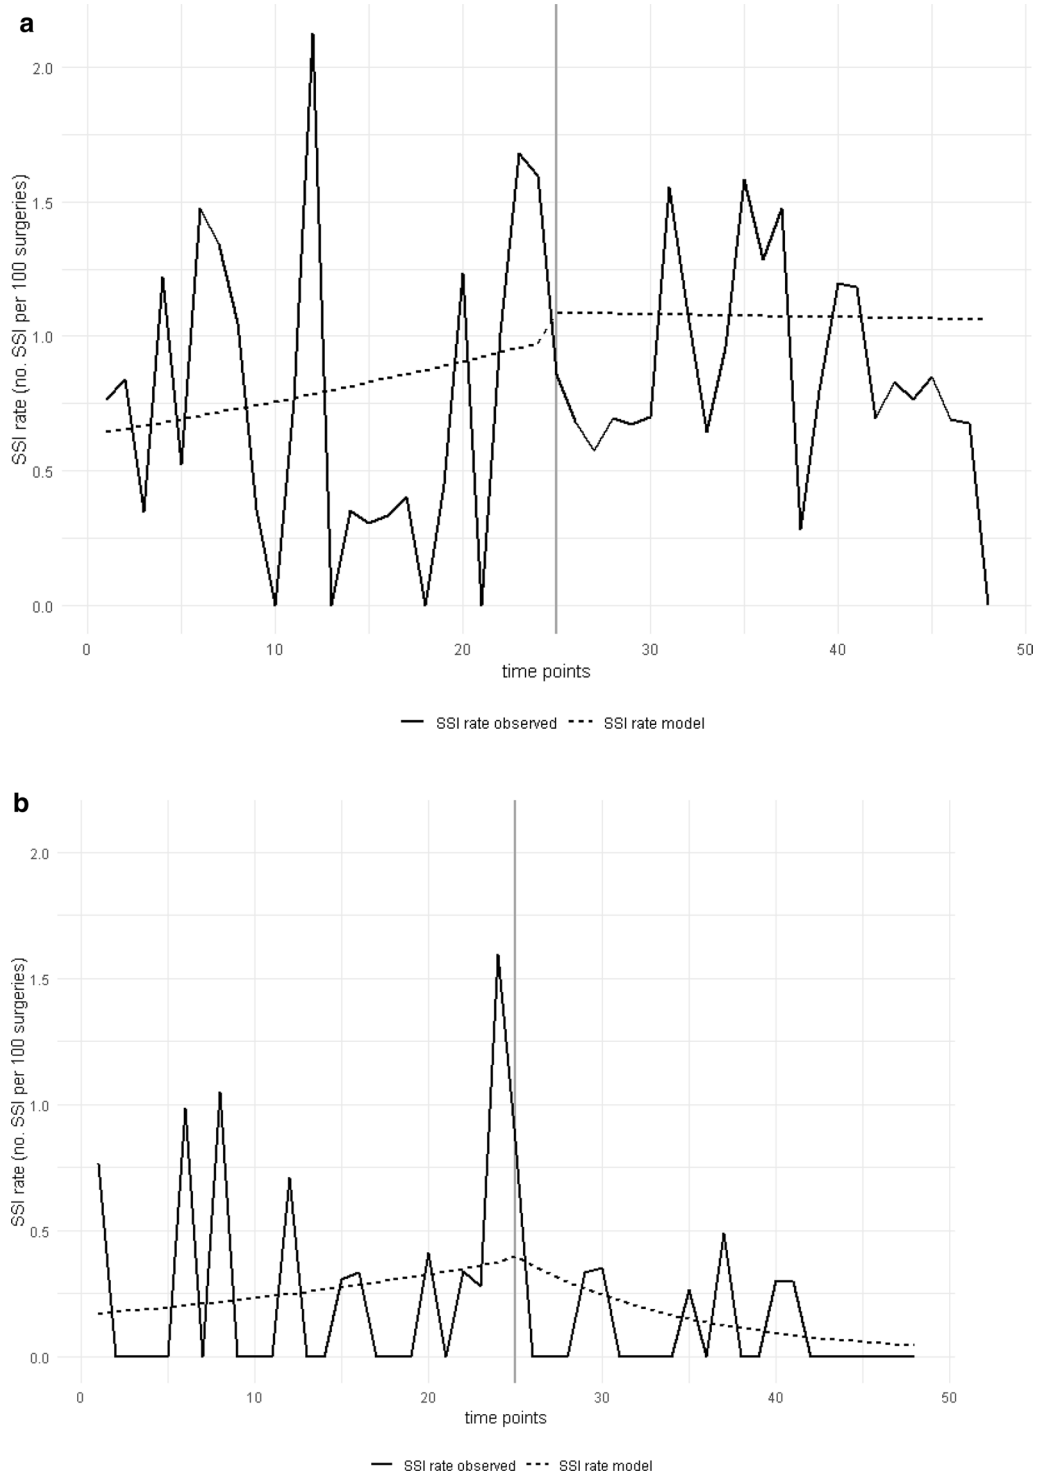 a
SSI rate (no. SSI per 100 surgeries)
2.0
1.5
1.0
0.5
0.0
0 10 20 30 40 50
time points
SSI rate observed SSI rate model
b
SSI rate (no. SSI per 100 surgeries)
2.0
1.5
1.0
0.5
0.0
0 10 20 30 40 50
time points
SSI rate observed SSI rate model